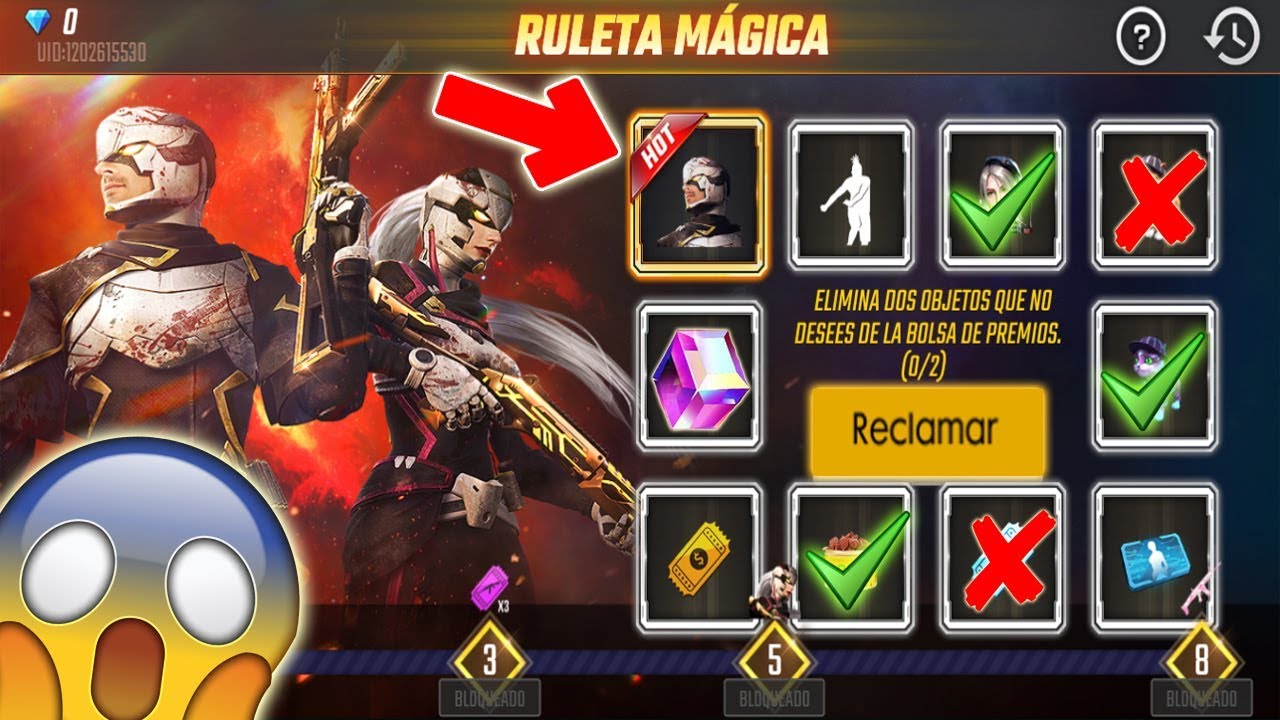 0
UID:1202615530
RULETA MÁGICA
?
HOT
ELIMINA DOS OBJETOS QUE NO
DESEES DE LA BOLSA DE PREMIOS.
(0/2)
Reclamar
X3
3
5
8
BLOQUEADO
BLOQUEADO
BLOQUEADO